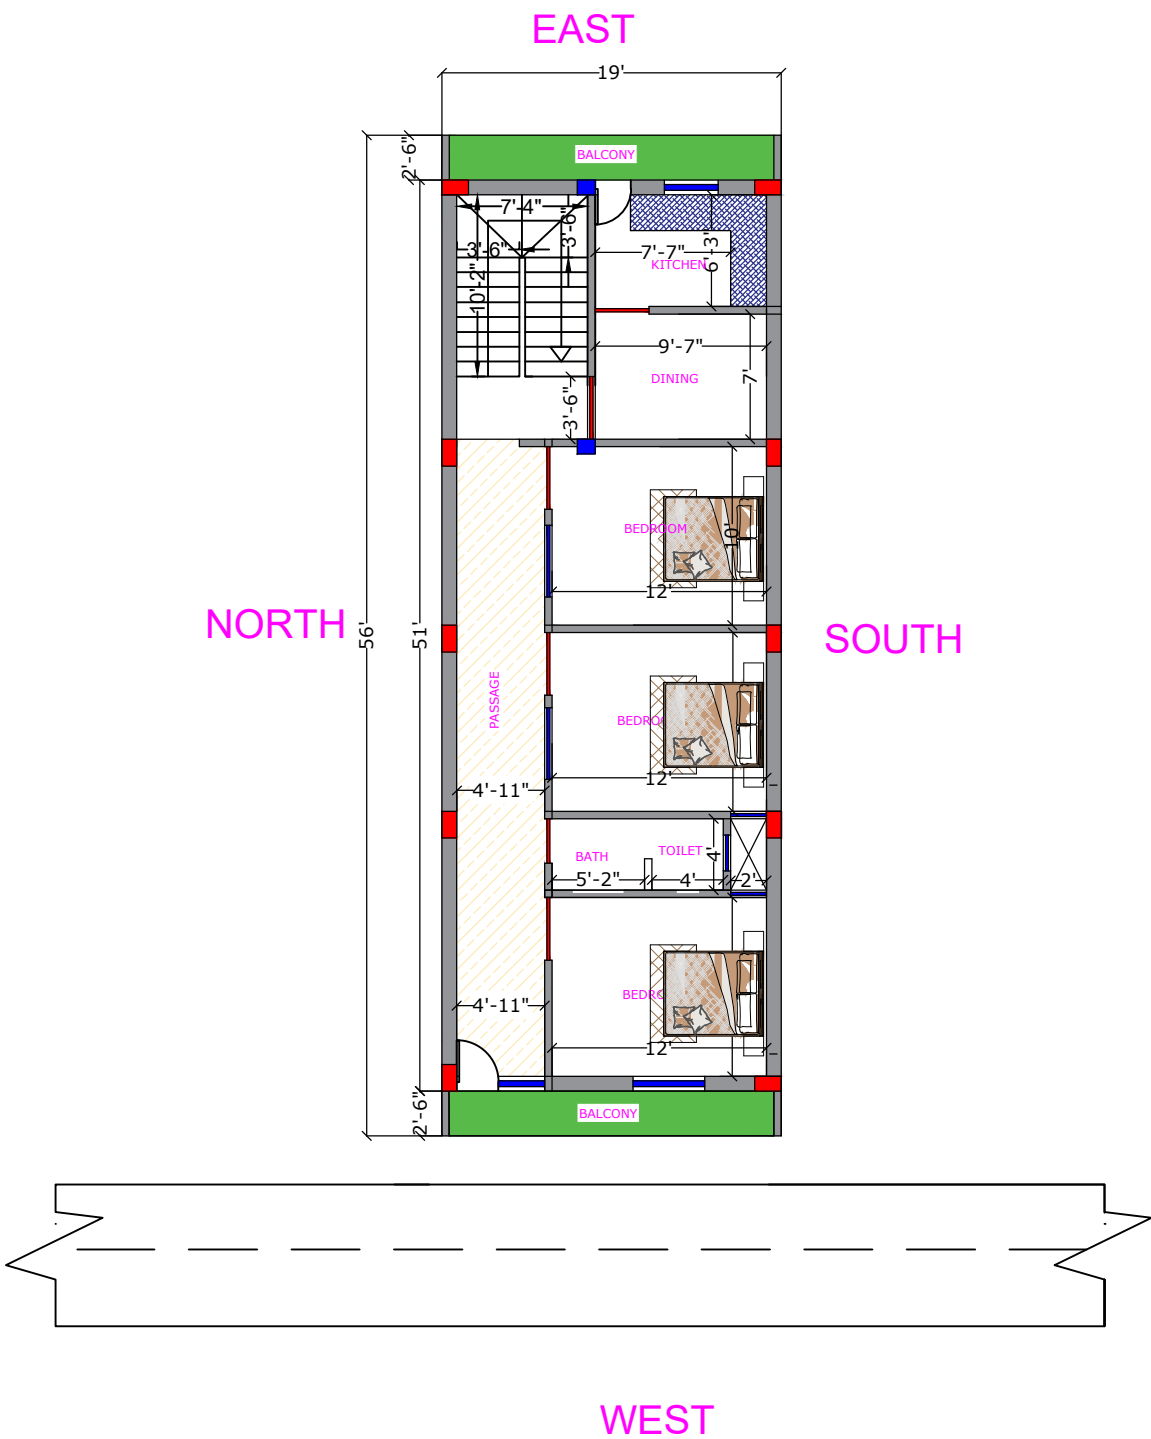 EAST
19'
2'-6"
BALCONY
7'-4"
3'-6"
3'-6"
10'-2"
7'-7"
6'-3"
KITCHEN
9'-7"
DINING
7'
3'-6"
BEDROOM
10'
12'
NORTH
56'
51'
SOUTH
PASSAGE
BEDRO
4'-11"
12'
BATH
TOILET
4'
5'-2"
4'
2'
BEDRO
4'-11"
12'
2'-6"
BALCONY
WEST